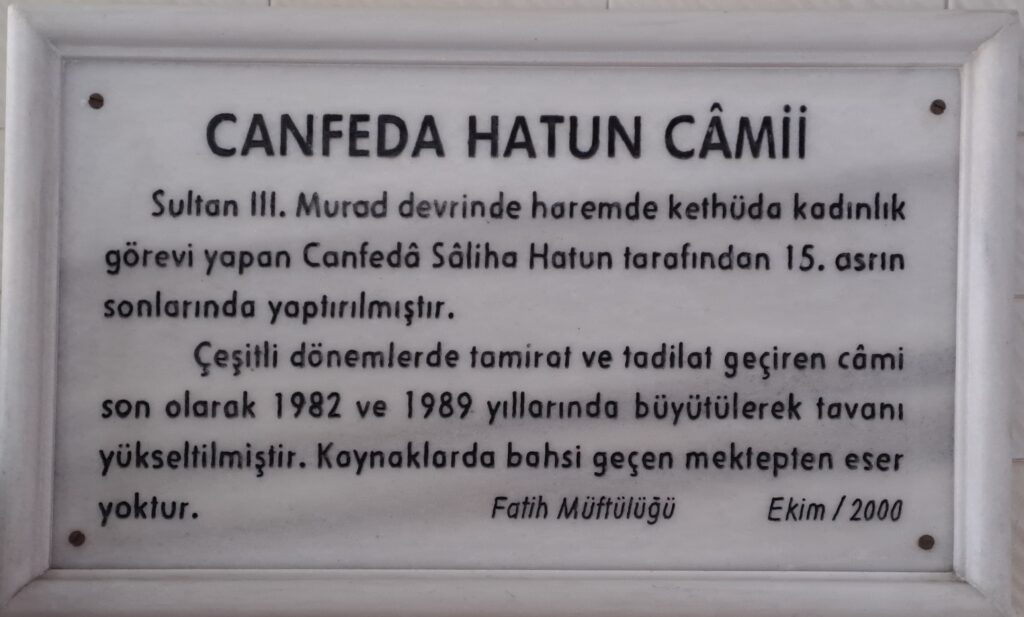 CANFEDA HATUN CÂMİİ
Sultan III. Murad devrinde haremde kethüda kadınlık
görevi yapan Canfedâ Sâliha Hatun tarafından 15. asrın
sonlarında yaptırılmıştır.
Çeşitli dönemlerde tamirat ve tadilat geçiren câmi
son olarak 1982 ve 1989 yıllarında büyütülerek tavanı
yükseltilmiştir. Kaynaklarda bahsi geçen mektepten eser
yoktur. Fatih Müftülüğü Ekim / 2000